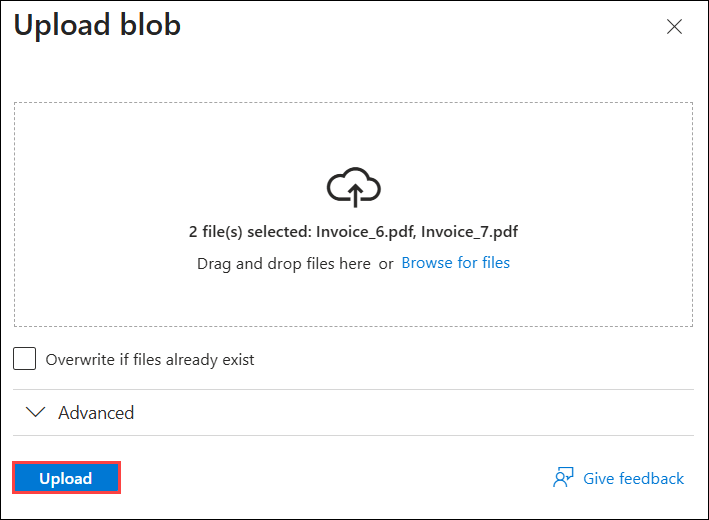 Upload blob
2 file(s) selected: Invoice_6.pdf, Invoice_7.pdf
Drag and drop files here or Browse for files
Overwrite if files already exist
Advanced
Upload
Give feedback